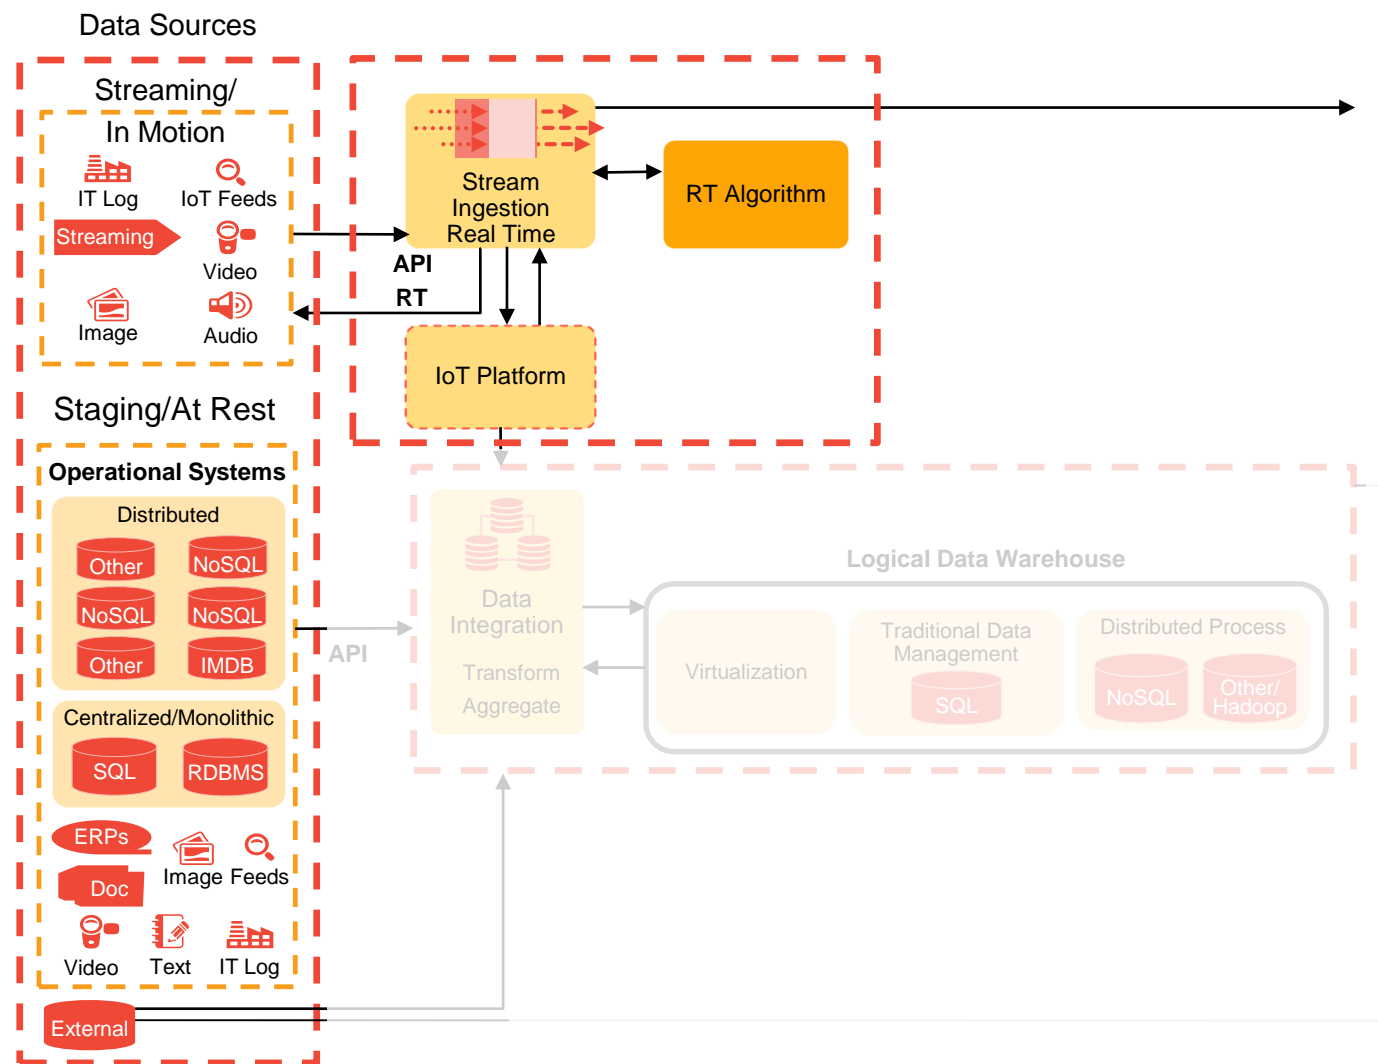 Data Sources
Streaming/
In Motion
IT Log
IoT Feeds
Streaming
Video
Image
Audio
API
RT
Stream
Ingestion
Real Time
RT Algorithm
IoT Platform
Staging/At Rest
Operational Systems
Distributed
Other
NoSQL
NoSQL
NoSQL
Other
IMDB
Centralized/Monolithic
SQL
RDBMS
ERPs
Doc
Image
Feeds
Video
Text
IT Log
External
API
Data
Integration
Transform
Aggregate
Logical Data Warehouse
Virtualization
Traditional Data
Management
SQL
Distributed Process
NoSQL
Other/
Hadoop